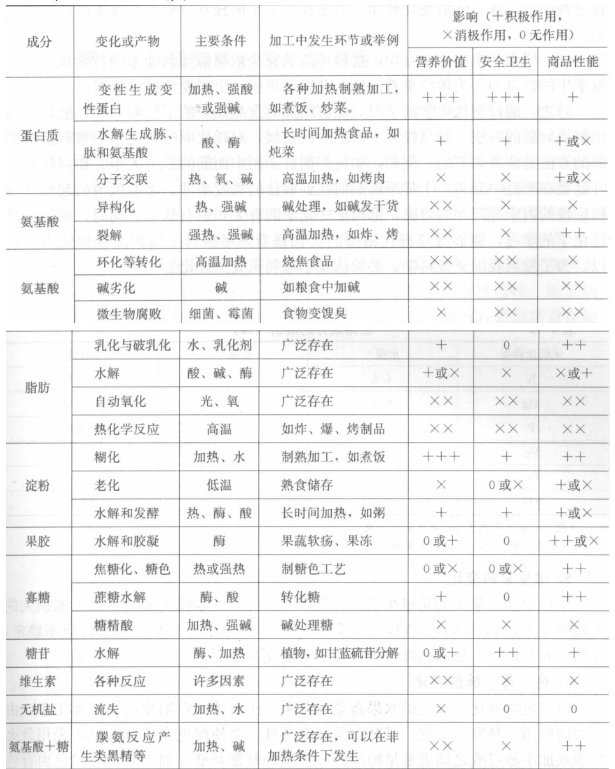 成分 变化或产物 主要条件 加工中发生环节或举例 影响（＋积极作用，×消极作用，0 无作用）
营养价值 安全卫生 商品性能
蛋白质 变性生成变性蛋白 加热、强酸或强碱 各种加热制熟加工，如煮饭、炒菜， +++ ++ +
水解生成胨、肽和氨基酸 酸、酶 长时间加热食品，如炖菜 + + +或×
分子交联 热、氧、碱 高温加热，如烤肉 × × +或×
氨基酸 异构化 热、强碱 碱处理，如碱发干货 ×× × ×
裂解 强热、强碱 高温加热，如炸、烤 ×× × ++
氨基酸 环化等转化 高温加热 烧焦食品 ×× ××
碱劣化 碱 如粮食中加碱 ×× ×× ××
微生物腐败 细菌、霉菌 食物变馊臭 × ×× ××
脂肪 乳化与破乳化 水、乳化剂 广泛存在 + 0 ++
水解 酸、碱、酶 广泛存在 +或× × ×或+
自动氧化 光、氧 广泛存在 ×× ×× ××
热化学反应 高温 如炸、爆、烤制品 ×× ×× ××
淀粉 糊化 加热、水 制熟加工，如煮饭 +++ + ++
老化 低温 熟食储存 × 0或× +或×
水解和发酵 热、酶、酸 长时间加热，如粥 + + +或×
果胶 水解和胶凝 酶 果蔬软疡、果冻 0或+ 0 ++或×
寡糖 焦糖化、糖色 热或强热 制糖色工艺 0或× 0或× ++
蔗糖水解 酶、酸 转化糖 + 0 ++
糖精酸 加热、强碱 碱处理糖 × × ×
糖苷 水解 酶、加热 植物，如甘蓝硫苷分解 0或+ ++ +
维生素 各种反应 许多因素 广泛存在 ×× × ×
无机盐 流失 加热、水 广泛存在 × 0 0
氨基酸+糖 羰氨反应产生类黑精等 加热、碱 广泛存在，可以在非加热条件下发生 ×× × ++